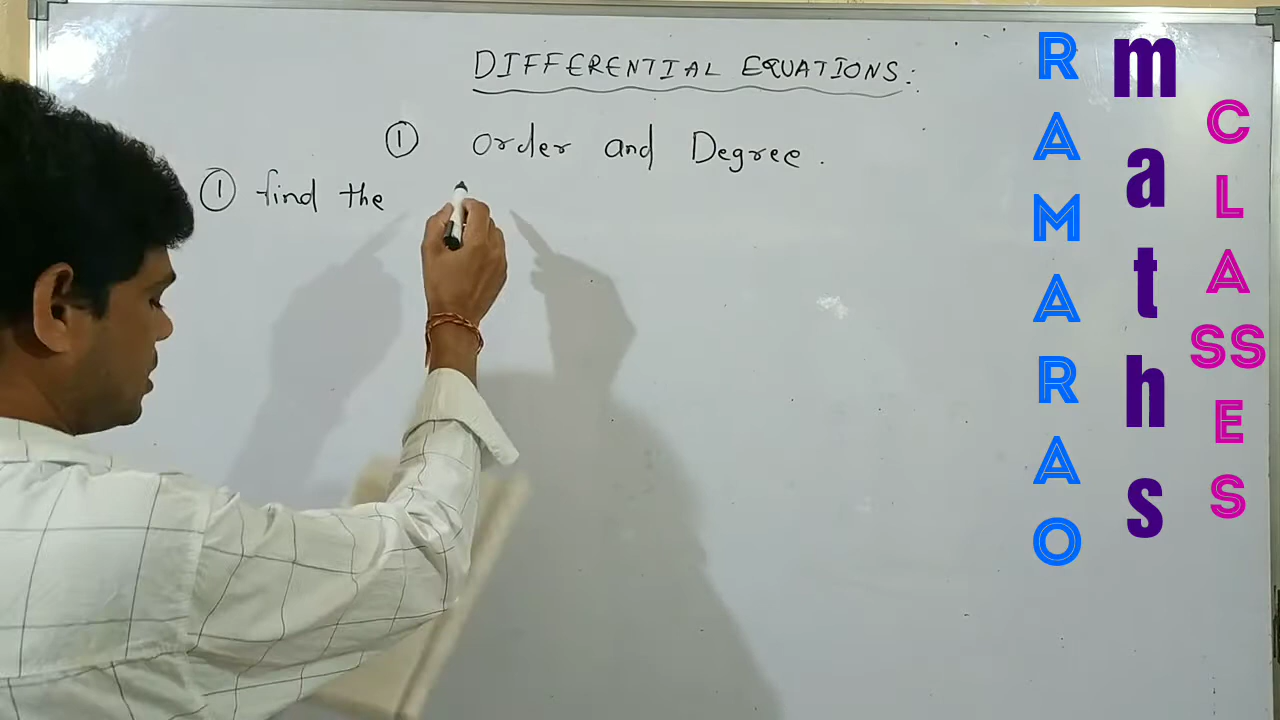 DIFFERENTIAL EQUATIONS:
① Order and Degree.
① find the
RAMARAO
maths
CLASSES